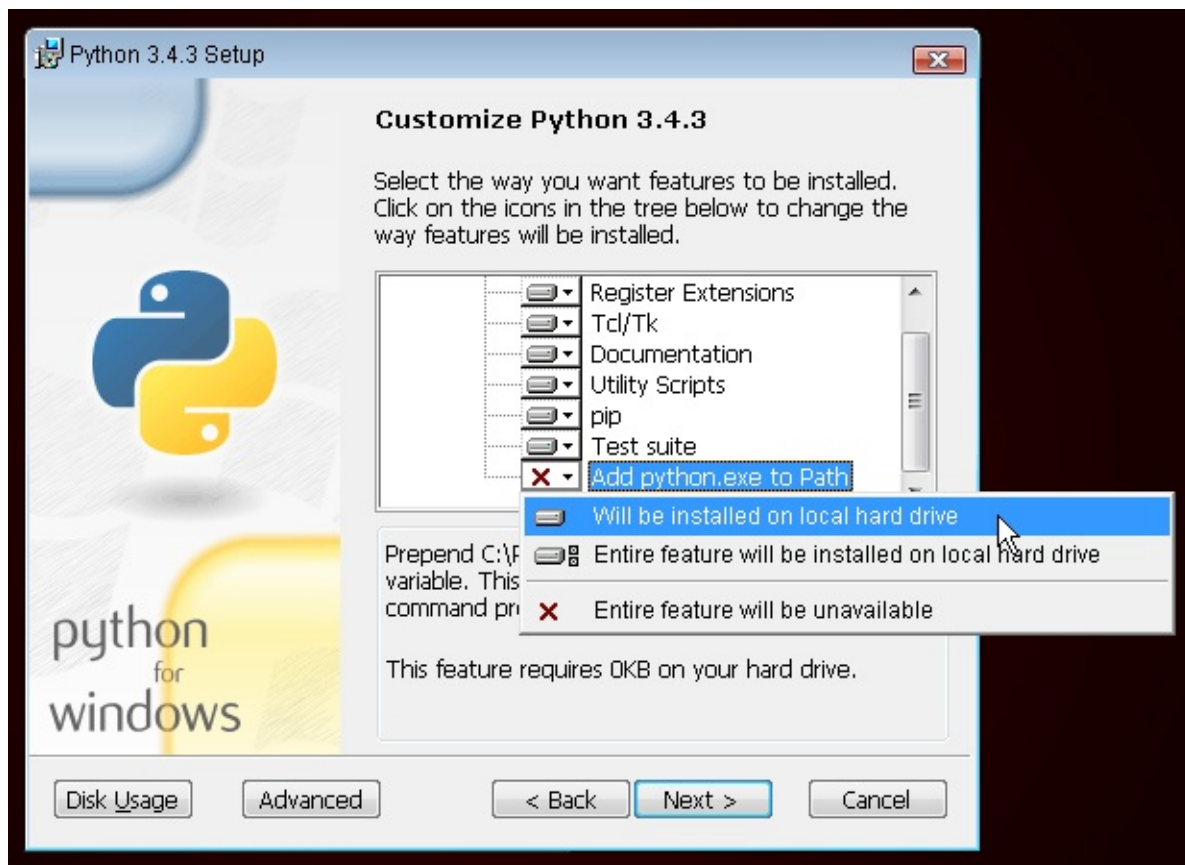 Python 3.4.3 Setup
Customize Python 3.4.3
Select the way you want features to be installed.
Click on the icons in the tree below to change the
way features will be installed.
Register Extensions
Tcl/Tk
Documentation
Utility Scripts
pip
Test suite
Add python.exe to Path
Will be installed on local hard drive
Entire feature will be installed on local hard drive
Entire feature will be unavailable
Prepend C:\
variable. This
command
This feature requires 0KB on your hard drive.
python
for
windows
Disk Usage
Advanced
< Back
Next >
Cancel